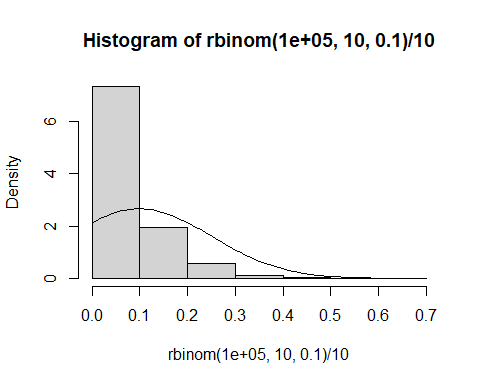 Histogram of rbinom(1e+05, 10, 0.1)/10
Density
6
4
2
0
0.0 0.1 0.2 0.3 0.4 0.5 0.6 0.7
rbinom(1e+05, 10, 0.1)/10